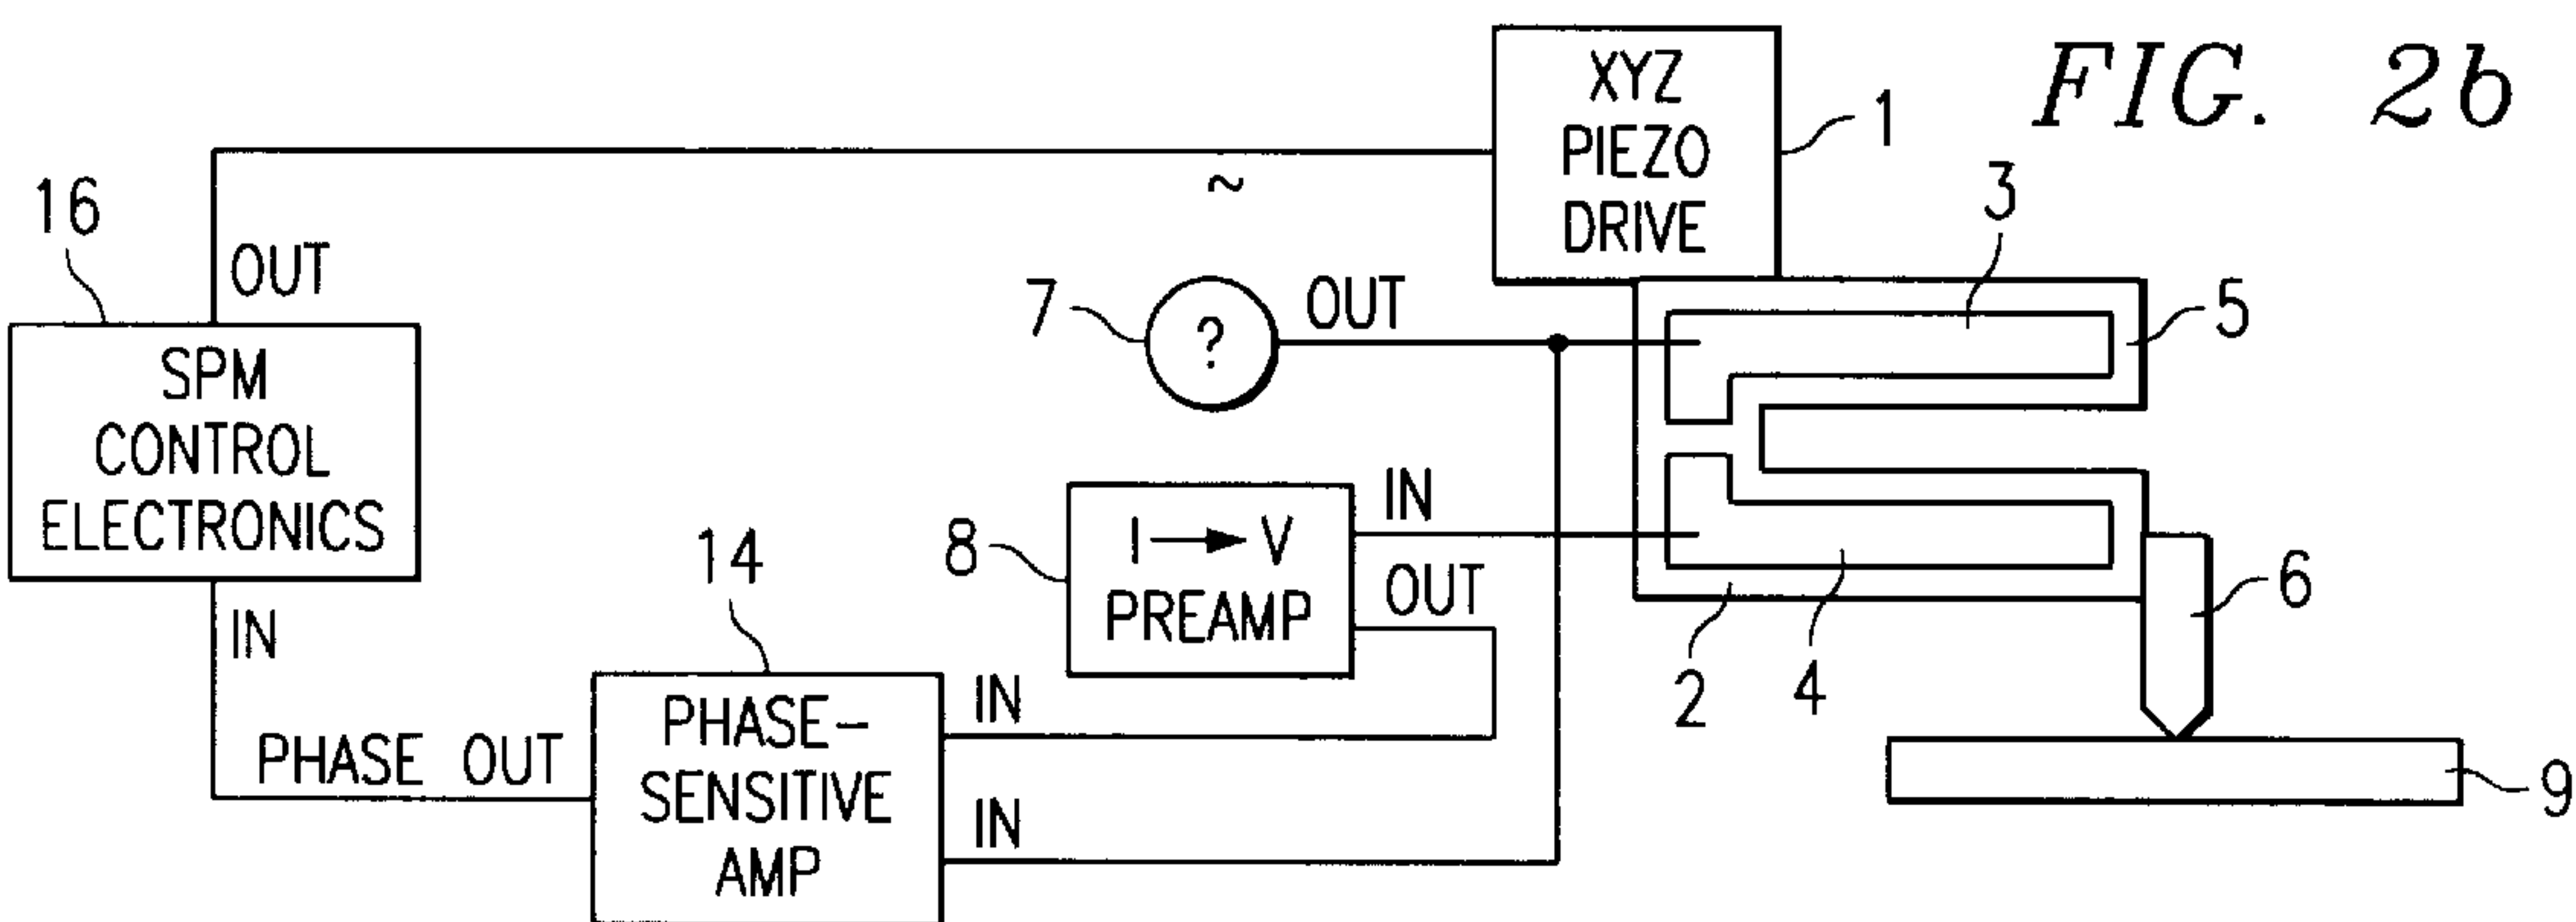 FIG. 2b
XYZ
PIEZO
DRIVE
1
~
3
16
OUT
7
?
OUT
5
SPM
CONTROL
ELECTRONICS
IN
8
I → V
PREAMP
IN
OUT
14
2
4
6
PHASE OUT
PHASE-
SENSITIVE
AMP
IN
IN
9